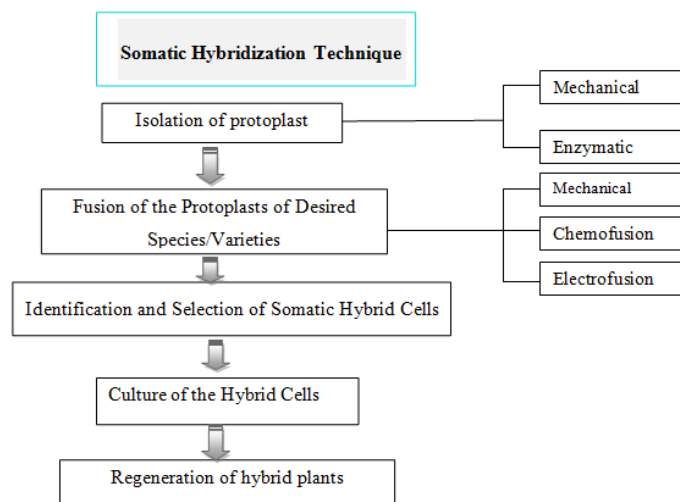 Somatic Hybridization Technique
Isolation of protoplast
Mechanical
Enzymatic
Fusion of the Protoplasts of Desired
Species/Varieties
Mechanical
Chemofusion
Electrofusion
Identification and Selection of Somatic Hybrid Cells
Culture of the Hybrid Cells
Regeneration of hybrid plants